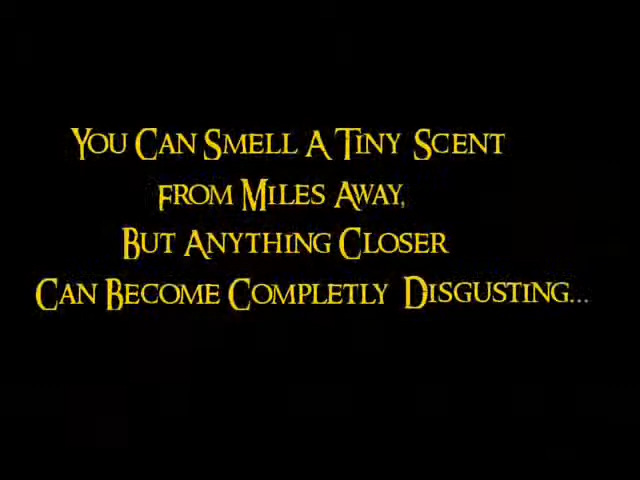 You Can Smell A Tiny Scent
From Miles Away,
But Anything Closer
Can Become Completly Disgusting...